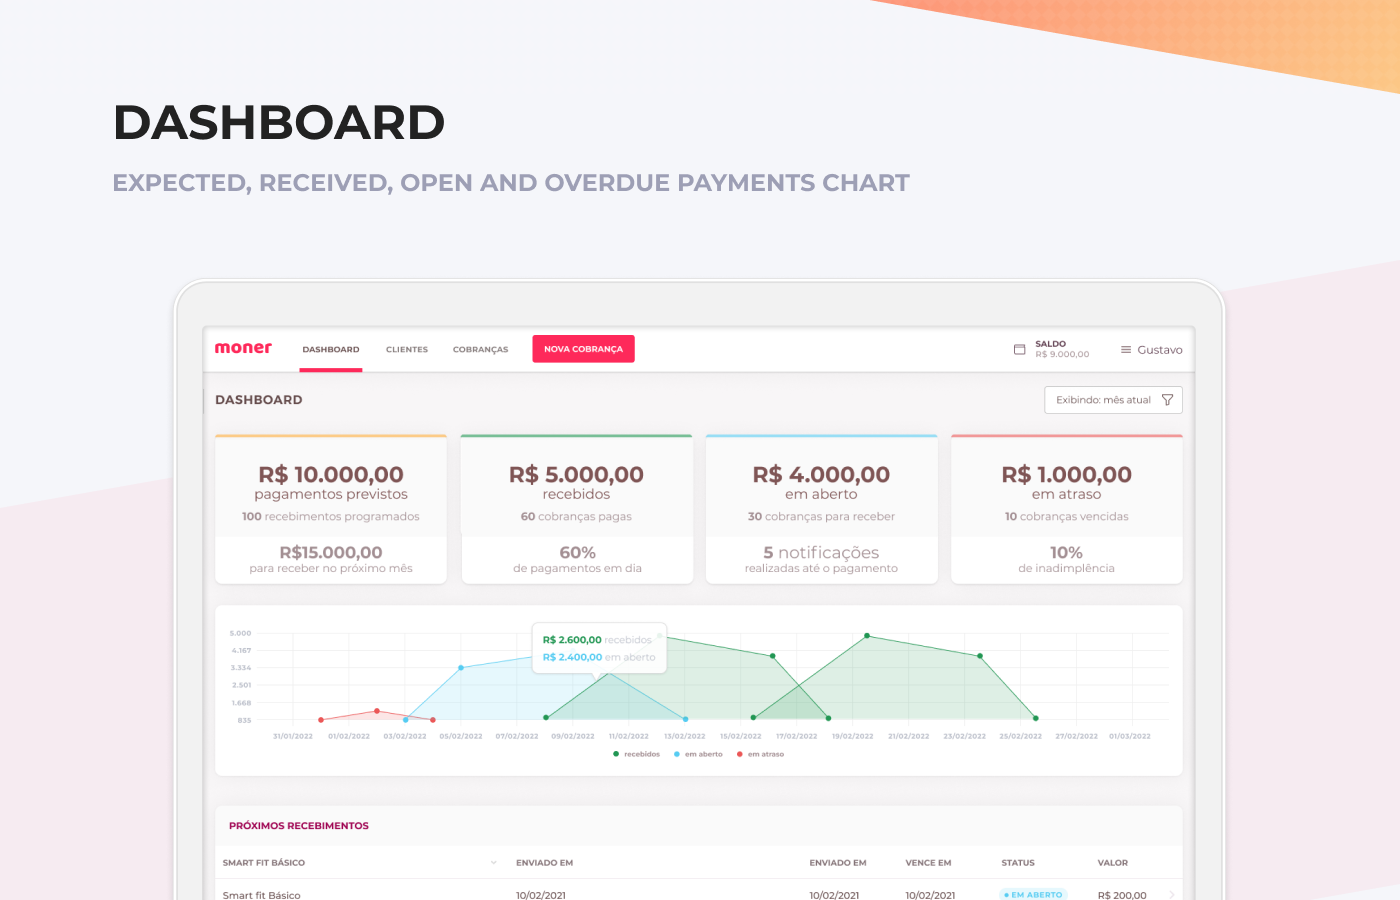 DASHBOARD
EXPECTED, RECEIVED, OPEN AND OVERDUE PAYMENTS CHART
moner DASHBOARD CLIENTES COBRANÇAS NOVA COBRANÇA SALDO Gustavo
R$ 9.000,00
DASHBOARD Exibindo: mês atual
R$ 10.000,00 R$ 5.000,00 R$ 4.000,00 R$ 1.000,00
pagamentos previstos recebidos em aberto em atraso
100 recebimentos programados 60 cobranças pagas 30 cobranças para receber 10 cobranças vencidas
R$15.000,00 60% 5 notificações 10%
para receber no próximo mês de pagamentos em dia realizadas até o pagamento de inadimplência
5.000
R$ 2.600,00 recebidos
4.167
R$ 2.400,00 em aberto
3.334
2.501
1.668
835
31/01/2022 01/02/2022 03/02/2022 05/02/2022 07/02/2022 09/02/2022 11/02/2022 13/02/2022 15/02/2022 17/02/2022 19/02/2022 21/02/2022 23/02/2022 25/02/2022 27/02/2022 01/03/2022
recebidos em aberto em atraso
PRÓXIMOS RECEBIMENTOS
SMART FIT BÁSICO ENVIADO EM ENVIADO EM VENCE EM STATUS VALOR
Smart fit Básico 10/02/2021 10/02/2021 10/02/2021 EM ABERTO R$ 200,00